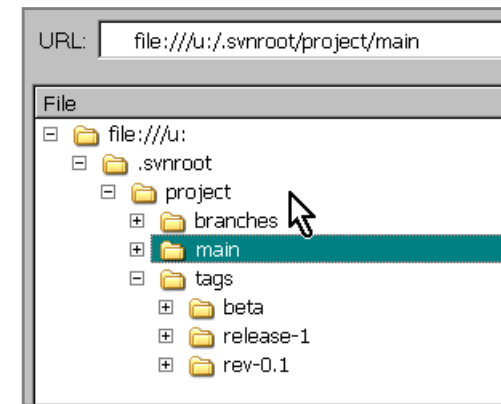 URL: file:///u:/.svnroot/project/main
File
file:///u:
.svnroot
project
branches
main
tags
beta
release-1
rev-0.1